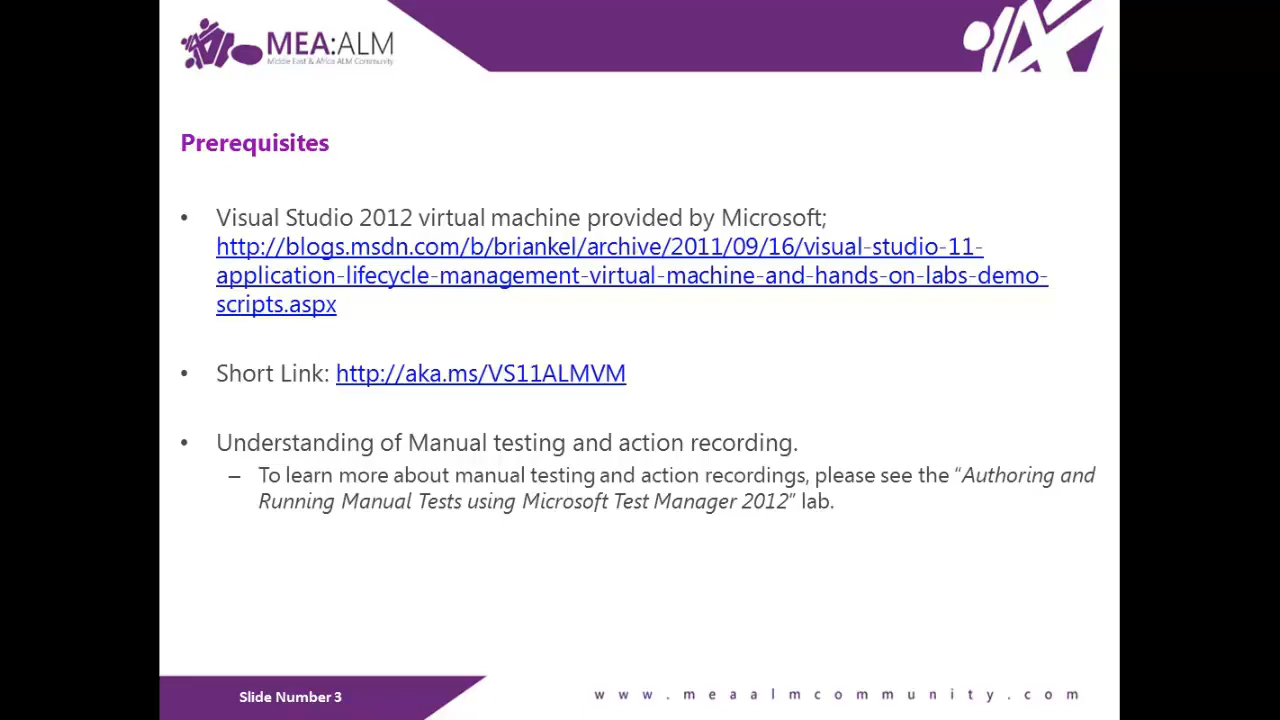 MEA:ALM
Middle East & Africa ALM Community
Prerequisites
• Visual Studio 2012 virtual machine provided by Microsoft;
http://blogs.msdn.com/b/briankel/archive/2011/09/16/visual-studio-11-
application-lifecycle-management-virtual-machine-and-hands-on-labs-demo-
scripts.aspx
• Short Link: http://aka.ms/VS11ALMVM
• Understanding of Manual testing and action recording.
– To learn more about manual testing and action recordings, please see the “Authoring and
Running Manual Tests using Microsoft Test Manager 2012” lab.
Slide Number 3
www.meaalmcommunity.com